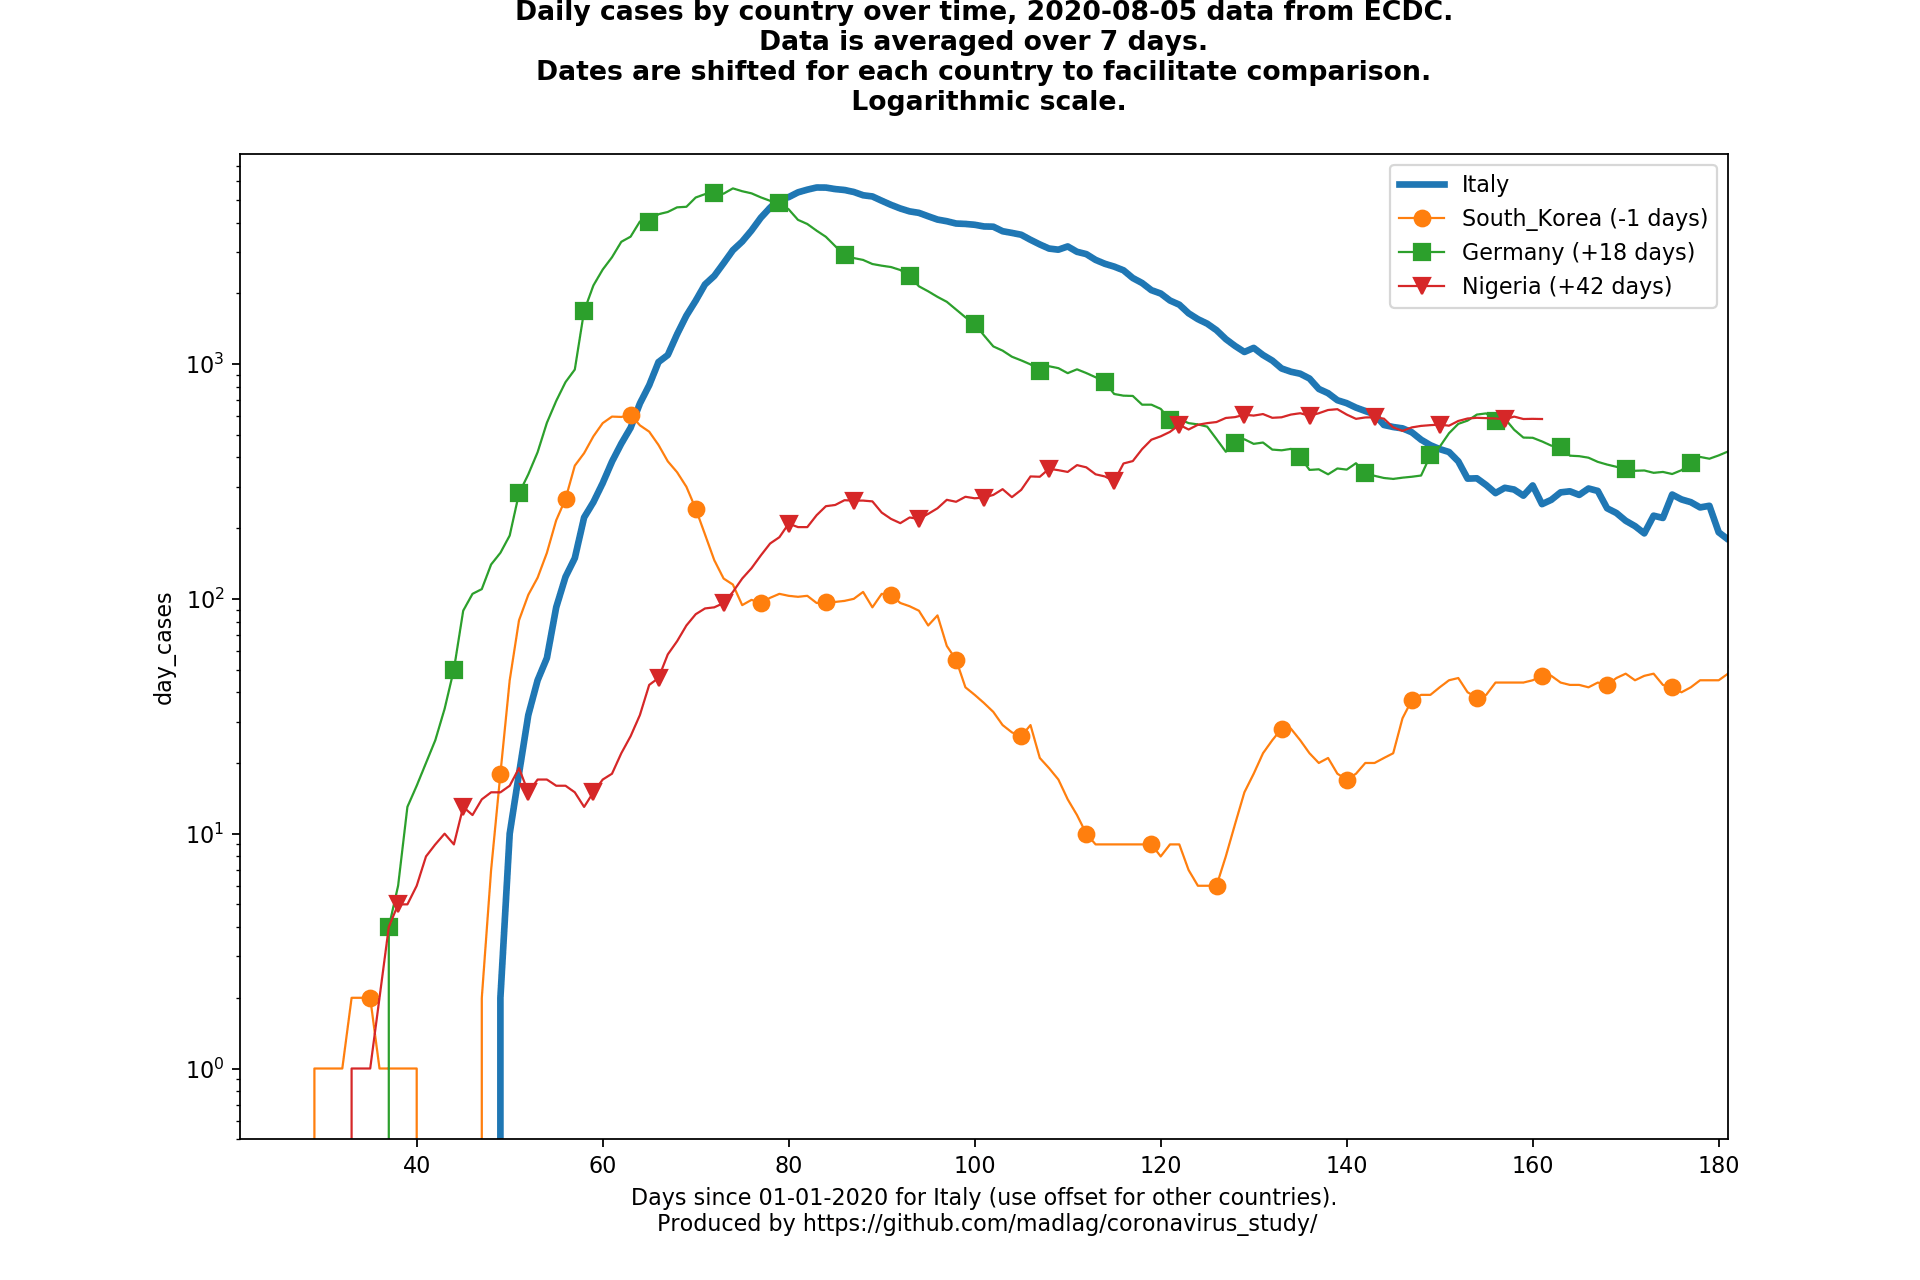 Daily cases by country over time, 2020-08-05 data from ECDC.
Data is averaged over 7 days.
Dates are shifted for each country to facilitate comparison.
Logarithmic scale.
Italy
South_Korea (-1 days)
Germany (+18 days)
Nigeria (+42 days)
day_cases
10³
10²
10¹
10⁰
40 60 80 100 120 140 160 180
Days since 01-01-2020 for Italy (use offset for other countries).
Produced by https://github.com/madlag/coronavirus_study/